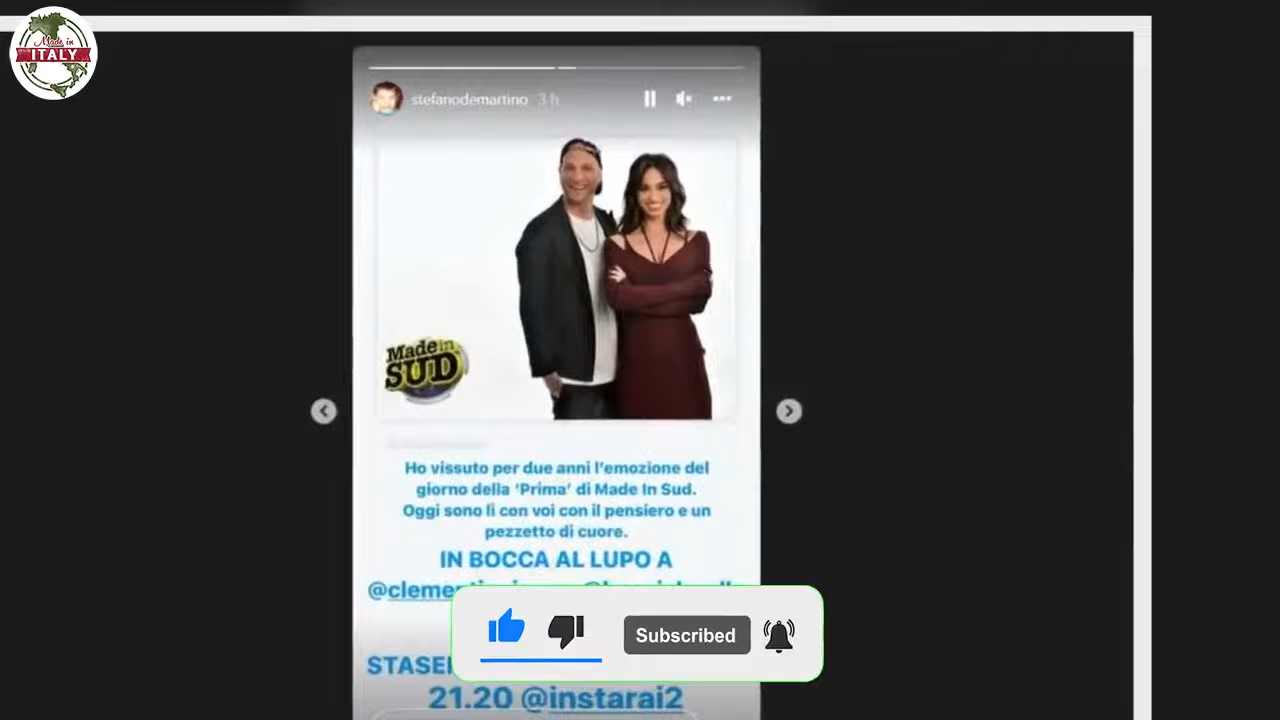 Made in
ITALY
stefanodemartino 3 h
Made in
SUD
Ho vissuto per due anni l'emozione del
giorno della 'Prima' di Made In Sud.
Oggi sono lì con voi con il pensiero e un
pezzetto di cuore.
IN BOCCA AL LUPO A
Subscribed
21.20 @instarai2